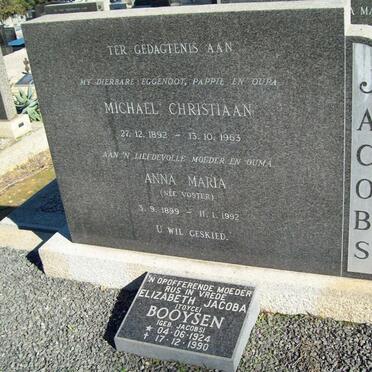 TER GEDAGTENIS AAN
MY DIERBARE EGGENOOT, PAPPIE EN OUPA
MICHAEL CHRISTIAAN
27.12.1892 - 13.10.1963
AAN 'N LIEFDEVOLLE MOEDER EN OUMA
ANNA MARIA
(NÉE VOSTER)
3.9.1899 - 11.1.1992
U WIL GESKIED.
JACOBS
'N OPOFFERENDE MOEDER
RUS IN VREDE
ELIZABETH JACOBA
(TOYCE)
BOOYSEN
(GEB. JACOBS)
* 04-06-1924
† 17-12-1990